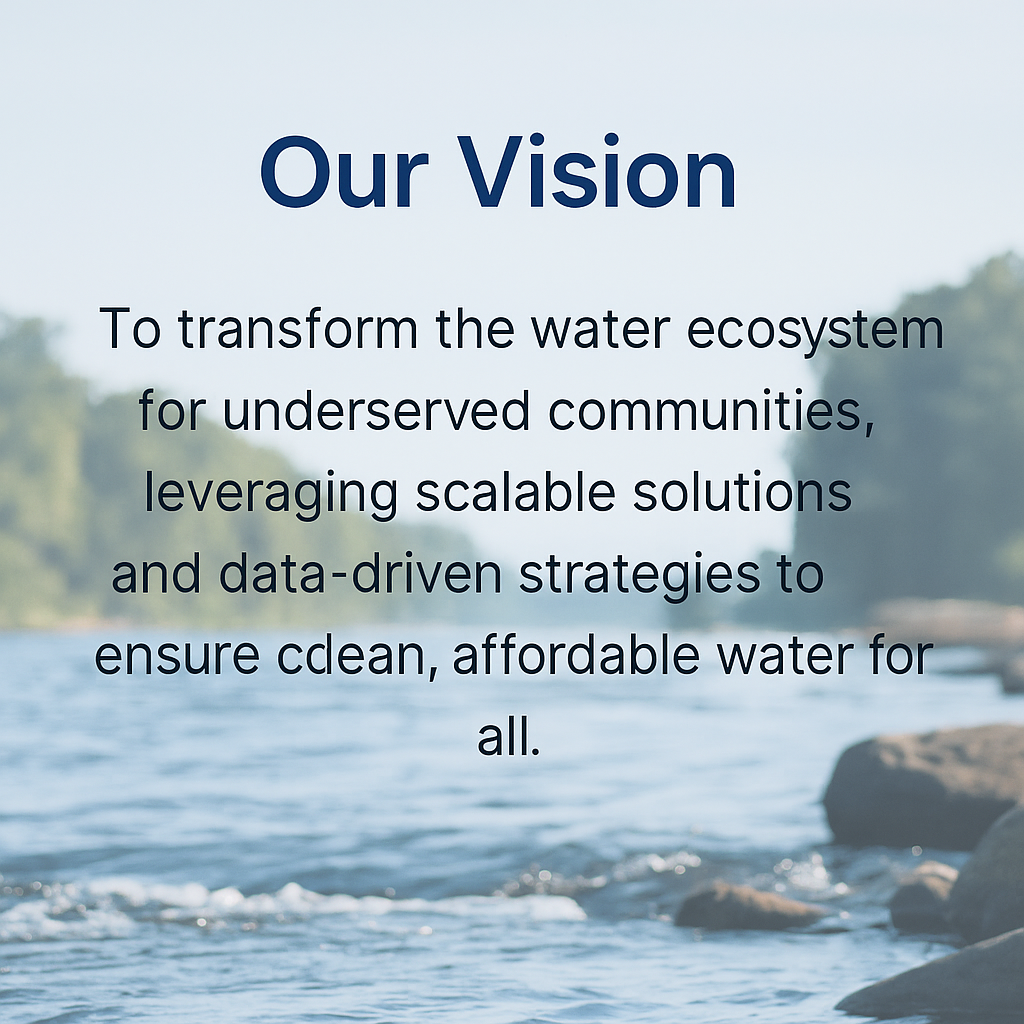 Our Vision
To transform the water ecosystem
for underserved communities,
leveraging scalable solutions
and data-driven strategies to
ensure cdean, affordable water for
all.